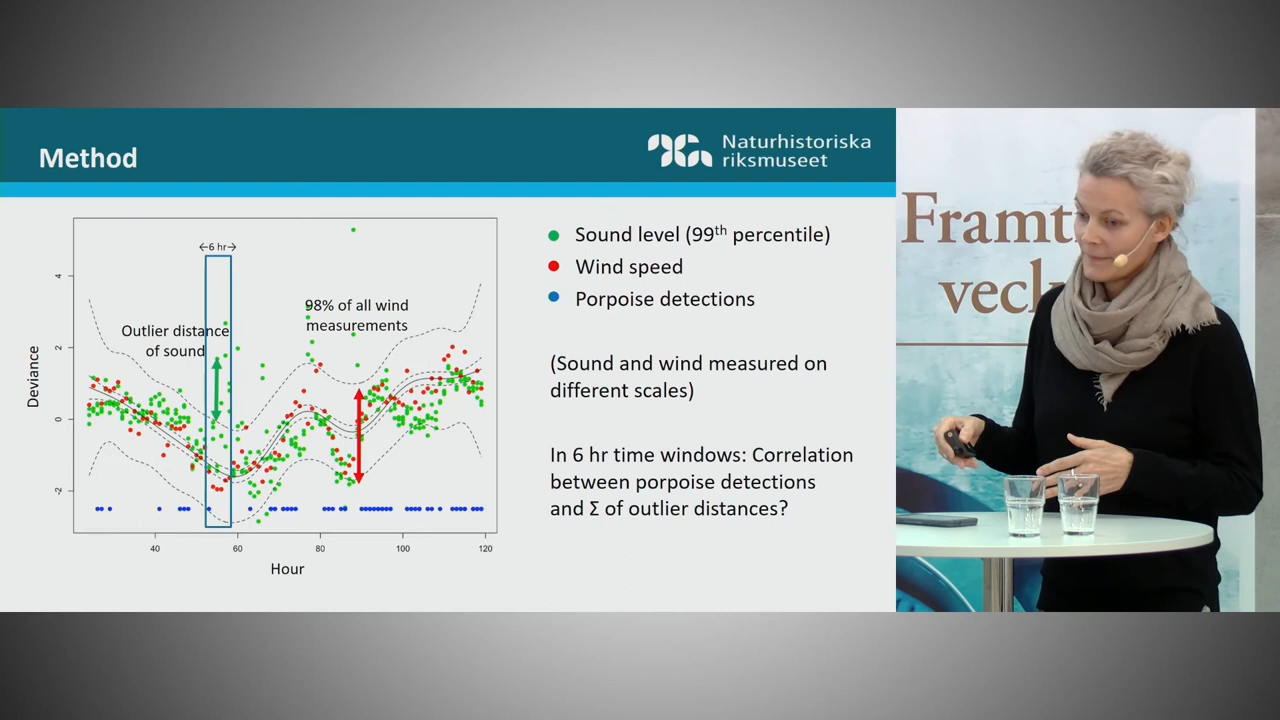 Method
Naturhistoriska
riksmuseet
←6 hr→
98% of all wind
measurements
Outlier distance
of sound
Deviance
4
2
0
-2
40 60 80 100 120
Hour
Sound level (99th percentile)
Wind speed
Porpoise detections
(Sound and wind measured on
different scales)
In 6 hr time windows: Correlation
between porpoise detections
and Σ of outlier distances?